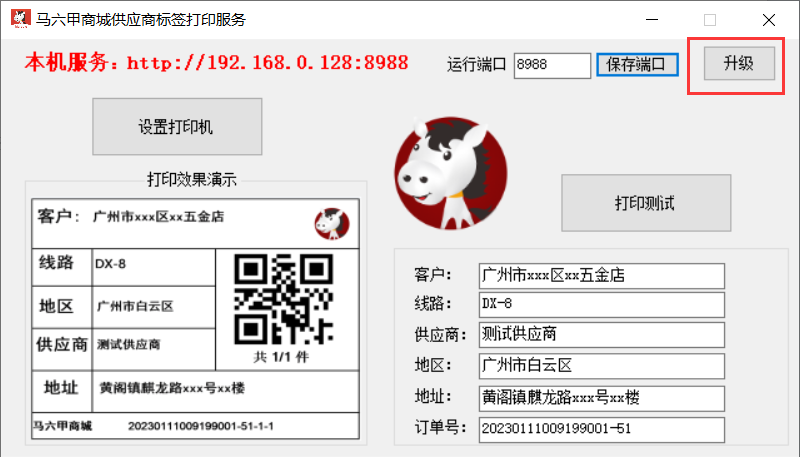 马六甲商城供应商标签打印服务
本机服务：http://192.168.0.128:8988
运行端口 8988 保存端口 升级
设置打印机
打印效果演示
客户： 广州市xxx区xx五金店
线路 DX-8
地区 广州市白云区
供应商 测试供应商
共 1/1 件
地址 黄阁镇麒龙路xxx号xx楼
马六甲商城 20230111009199001-51-1-1
打印测试
客户： 广州市xxx区xx五金店
线路： DX-8
供应商： 测试供应商
地区： 广州市白云区
地址： 黄阁镇麒龙路xxx号xx楼
订单号： 20230111009199001-51